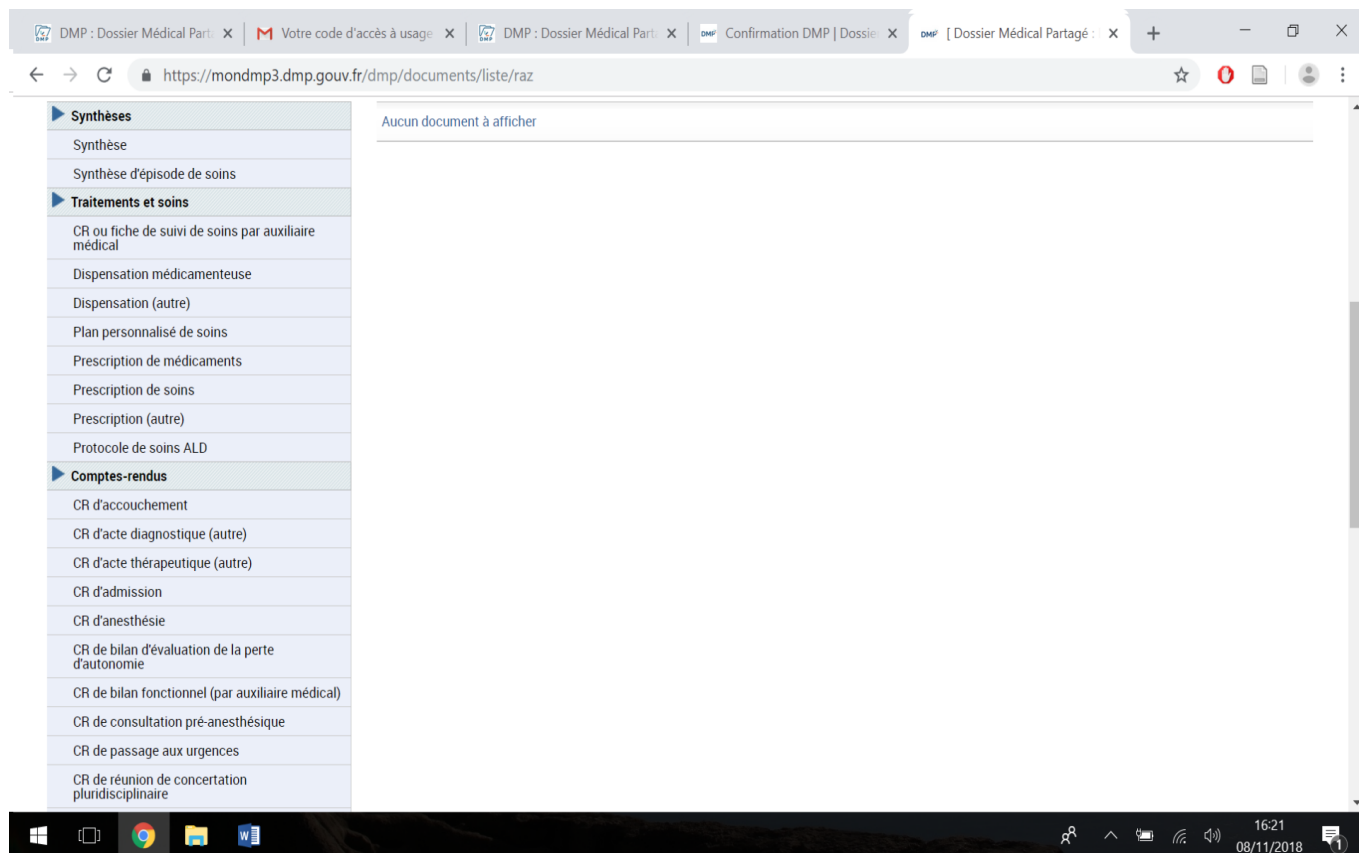 DMP : Dossier Médical Parta
Votre code d'accès à usage
DMP : Dossier Médical Parta
Confirmation DMP | Dossie
[ Dossier Médical Partagé :
https://mondmp3.dmp.gouv.fr/dmp/documents/liste/raz
Synthèses
Aucun document à afficher
Synthèse
Synthèse d'épisode de soins
Traitements et soins
CR ou fiche de suivi de soins par auxiliaire
médical
Dispensation médicamenteuse
Dispensation (autre)
Plan personnalisé de soins
Prescription de médicaments
Prescription de soins
Prescription (autre)
Protocole de soins ALD
Comptes-rendus
CR d'accouchement
CR d'acte diagnostique (autre)
CR d'acte thérapeutique (autre)
CR d'admission
CR d'anesthésie
CR de bilan d'évaluation de la perte
d'autonomie
CR de bilan fonctionnel (par auxiliaire médical)
CR de consultation pré-anesthésique
CR de passage aux urgences
CR de réunion de concertation
pluridisciplinaire
16:21
08/11/2018
1